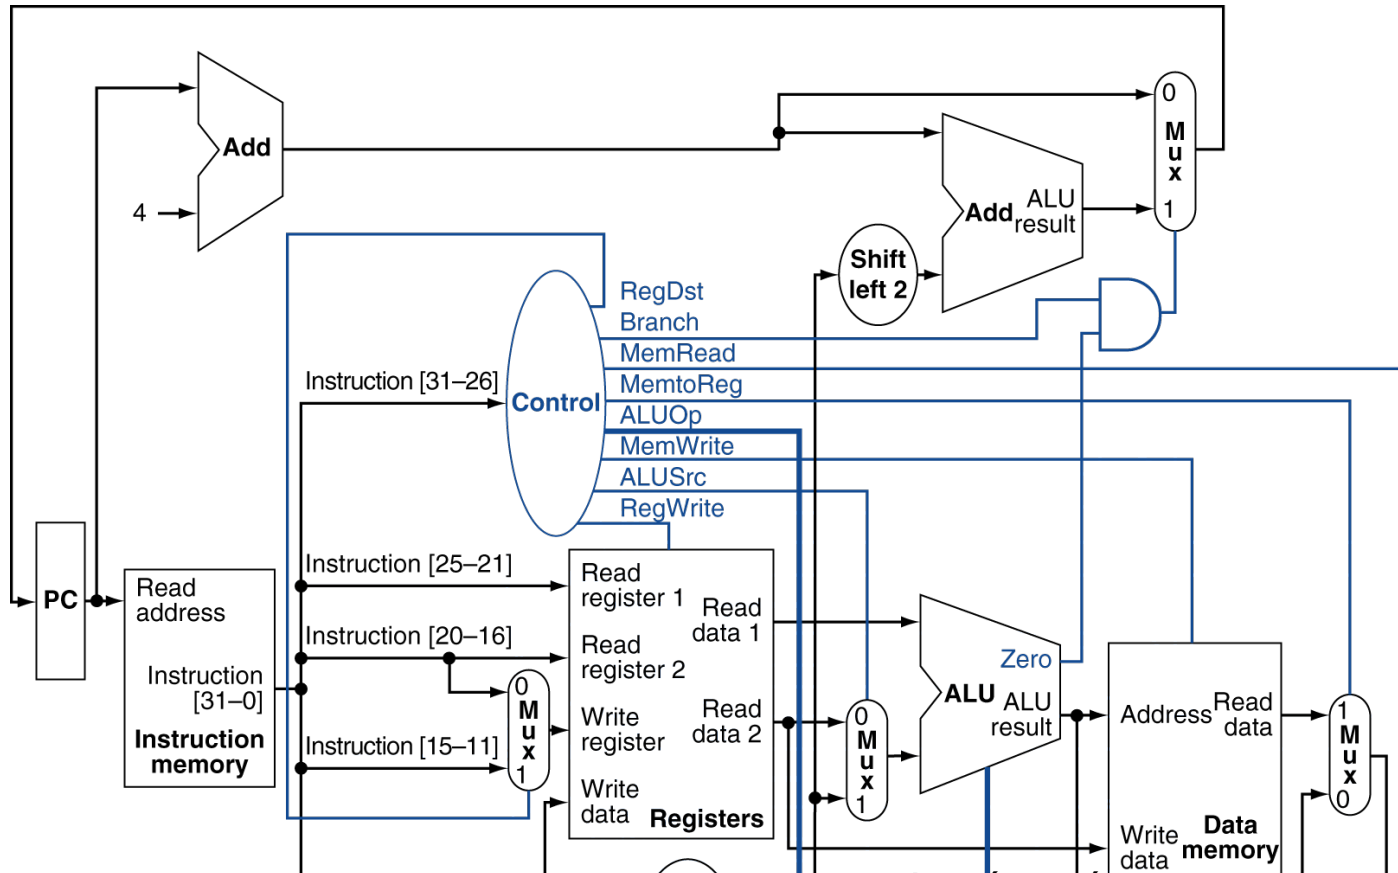 0
M
u
x
1
Add
4
Add
ALU
result
Shift
left 2
RegDst
Branch
MemRead
MemtoReg
ALUOp
MemWrite
ALUSrc
RegWrite
Instruction [31–26]
Control
PC
Read
address
Instruction
[31–0]
Instruction
memory
Instruction [25–21]
Instruction [20–16]
Instruction [15–11]
0
M
u
x
1
Read
register 1
Read
register 2
Write
register
Write
data
Read
data 1
Read
data 2
Registers
0
M
u
x
1
Zero
ALU
ALU
result
Address
Read
data
Write
data
Data
memory
1
M
u
x
0